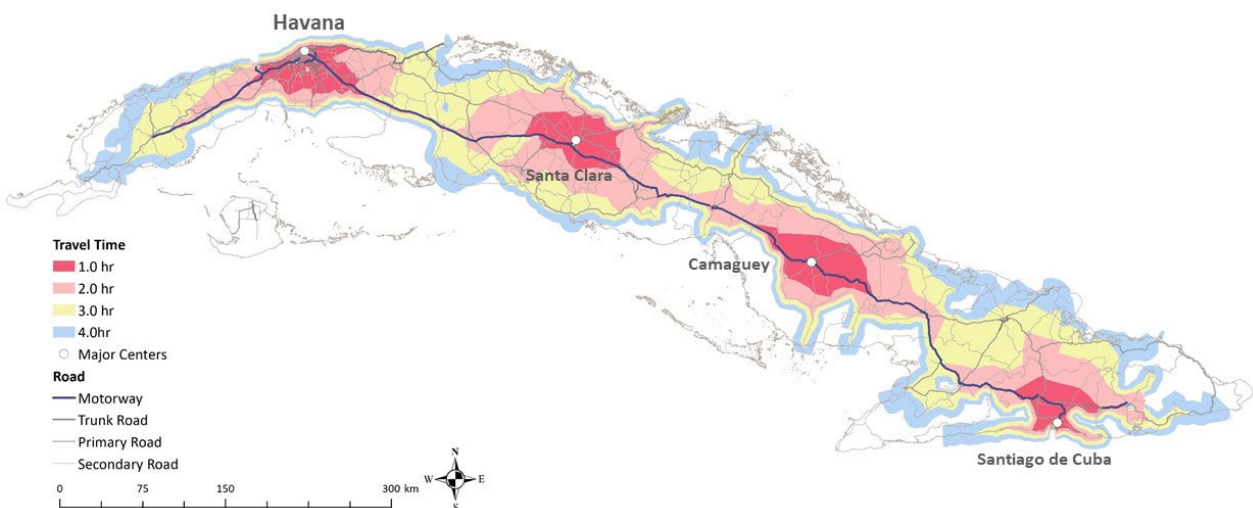 Havana
Santa Clara
Camaguey
Santiago de Cuba
Travel Time
1.0 hr
2.0 hr
3.0 hr
4.0hr
Major Centers
Road
Motorway
Trunk Road
Primary Road
Secondary Road
0 75 150 300 km
N
W E
S